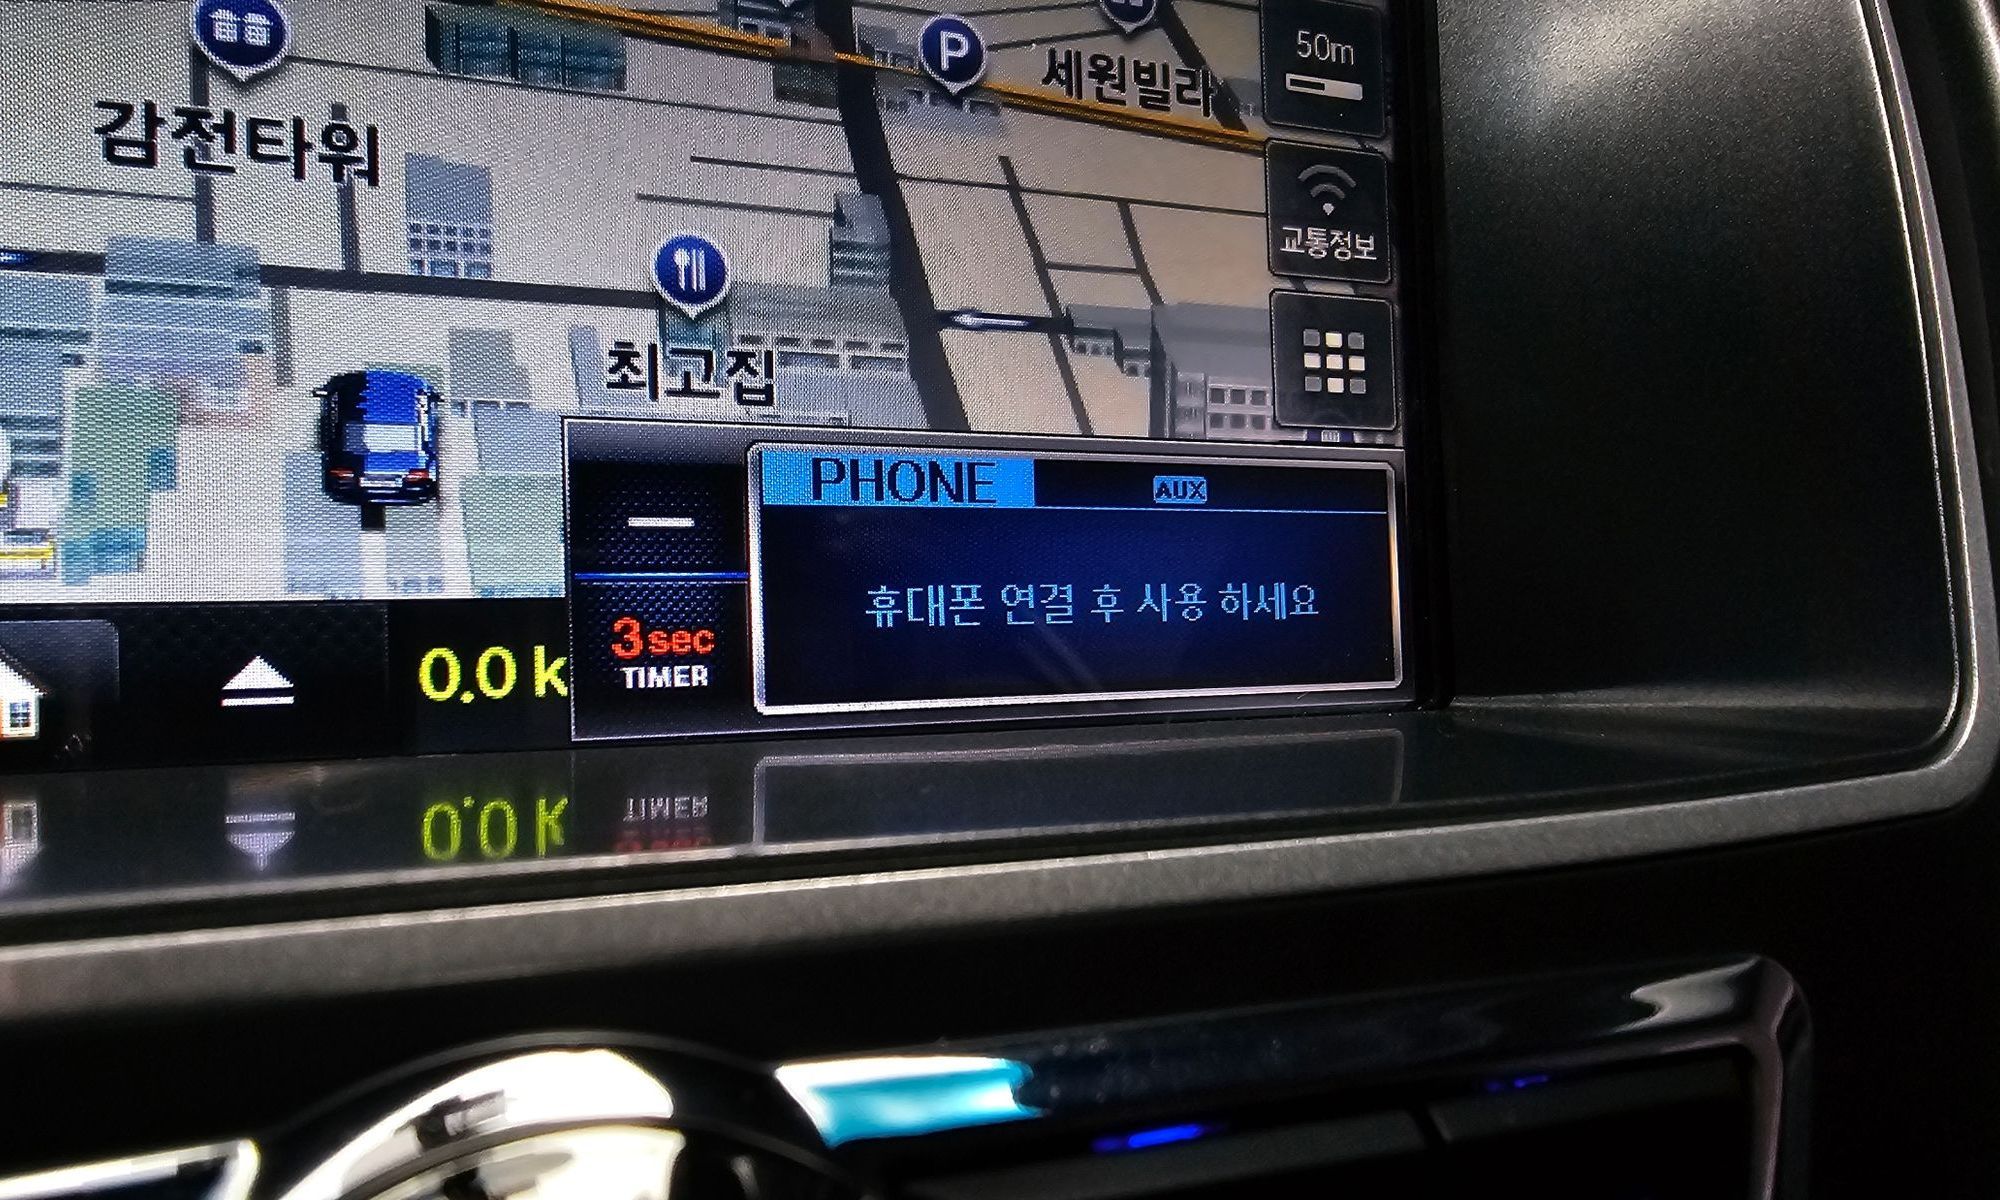 P
세원빌라
50m
감전타워
교통정보
최고집
PHONE
AUX
휴대폰 연결 후 사용 하세요
0.0 k
3sec
TIMER